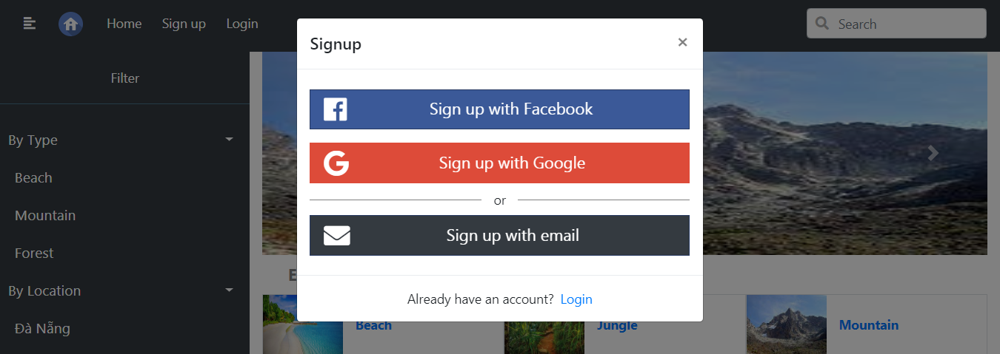 Home Sign up Login
Search
Filter
By Type
Beach
Mountain
Forest
By Location
Đà Nẵng
Signup
×
Sign up with Facebook
Sign up with Google
or
Sign up with email
Already have an account? Login
Beach
Jungle
Mountain